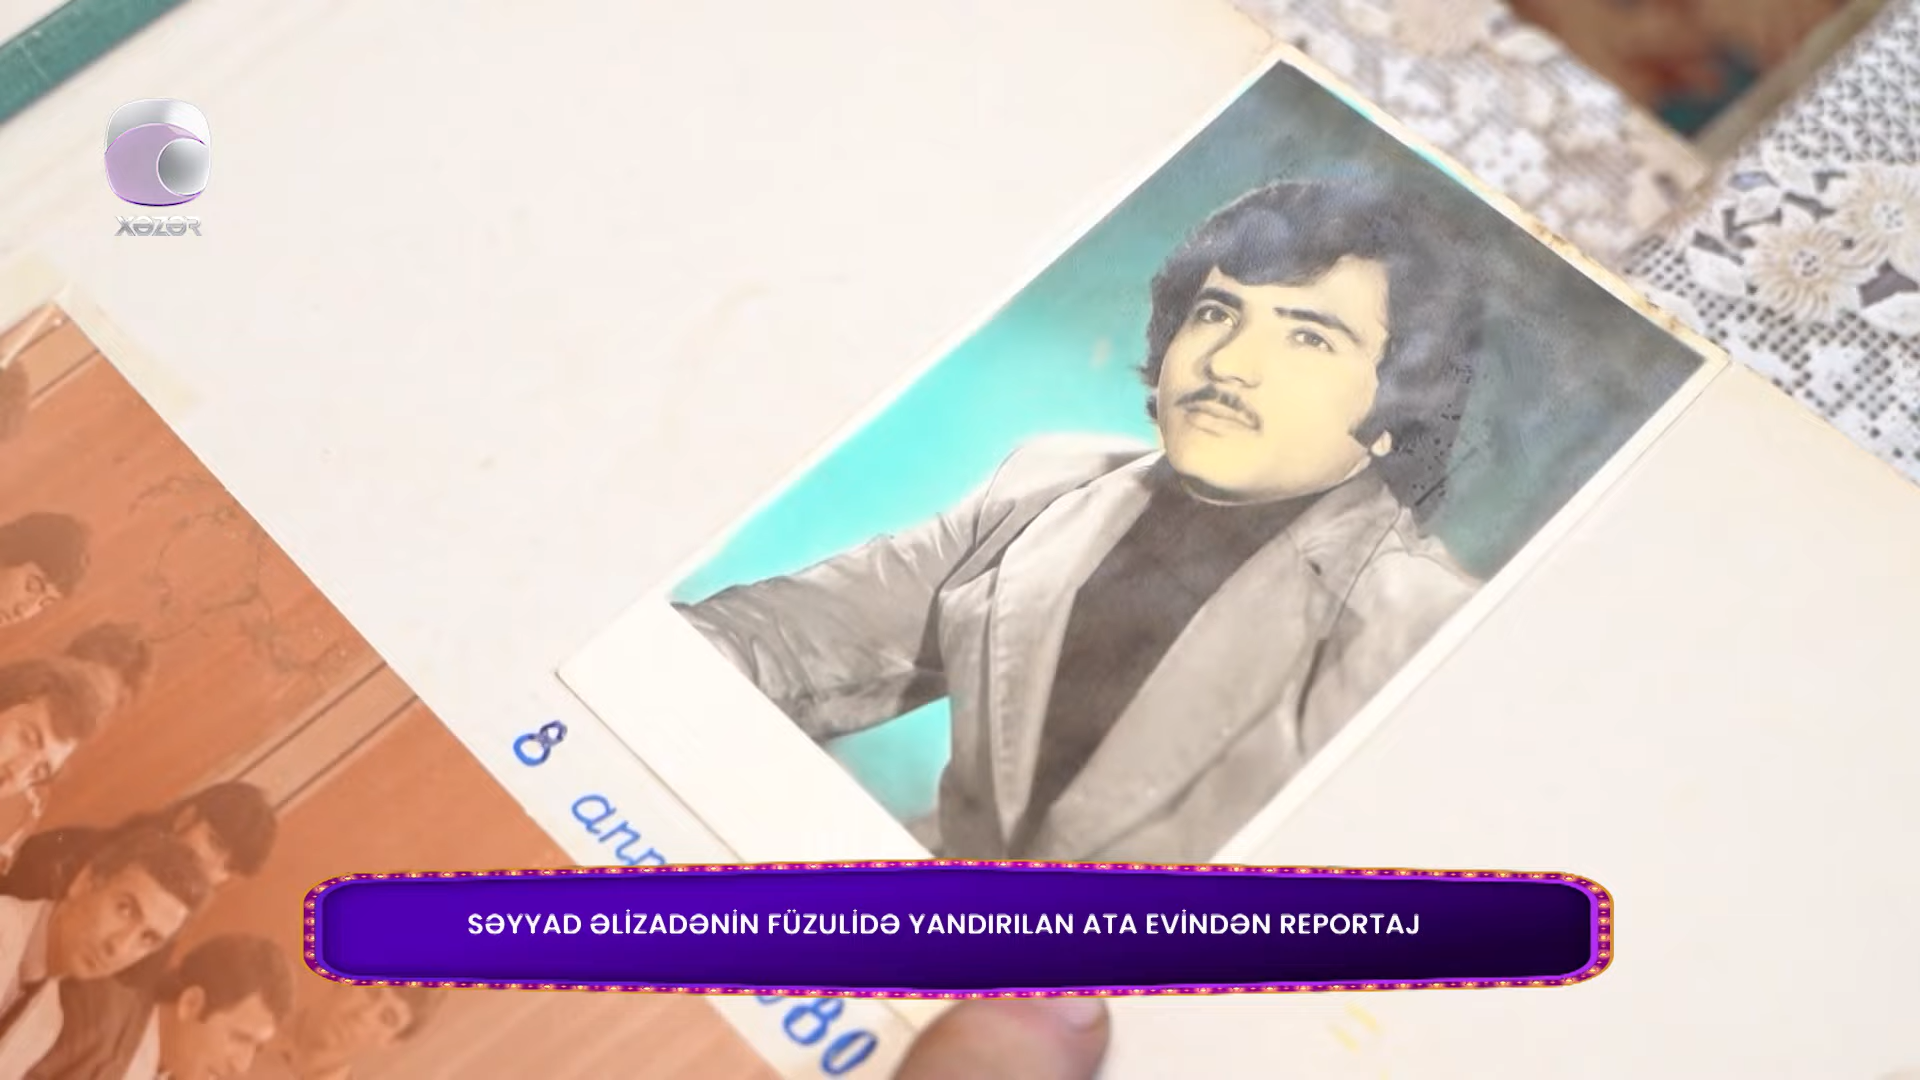 XƏZƏR
8
SƏYYAD ƏLİZADƏNİN FÜZULİDƏ YANDIRILAN ATA EVİNDƏN REPORTAJ